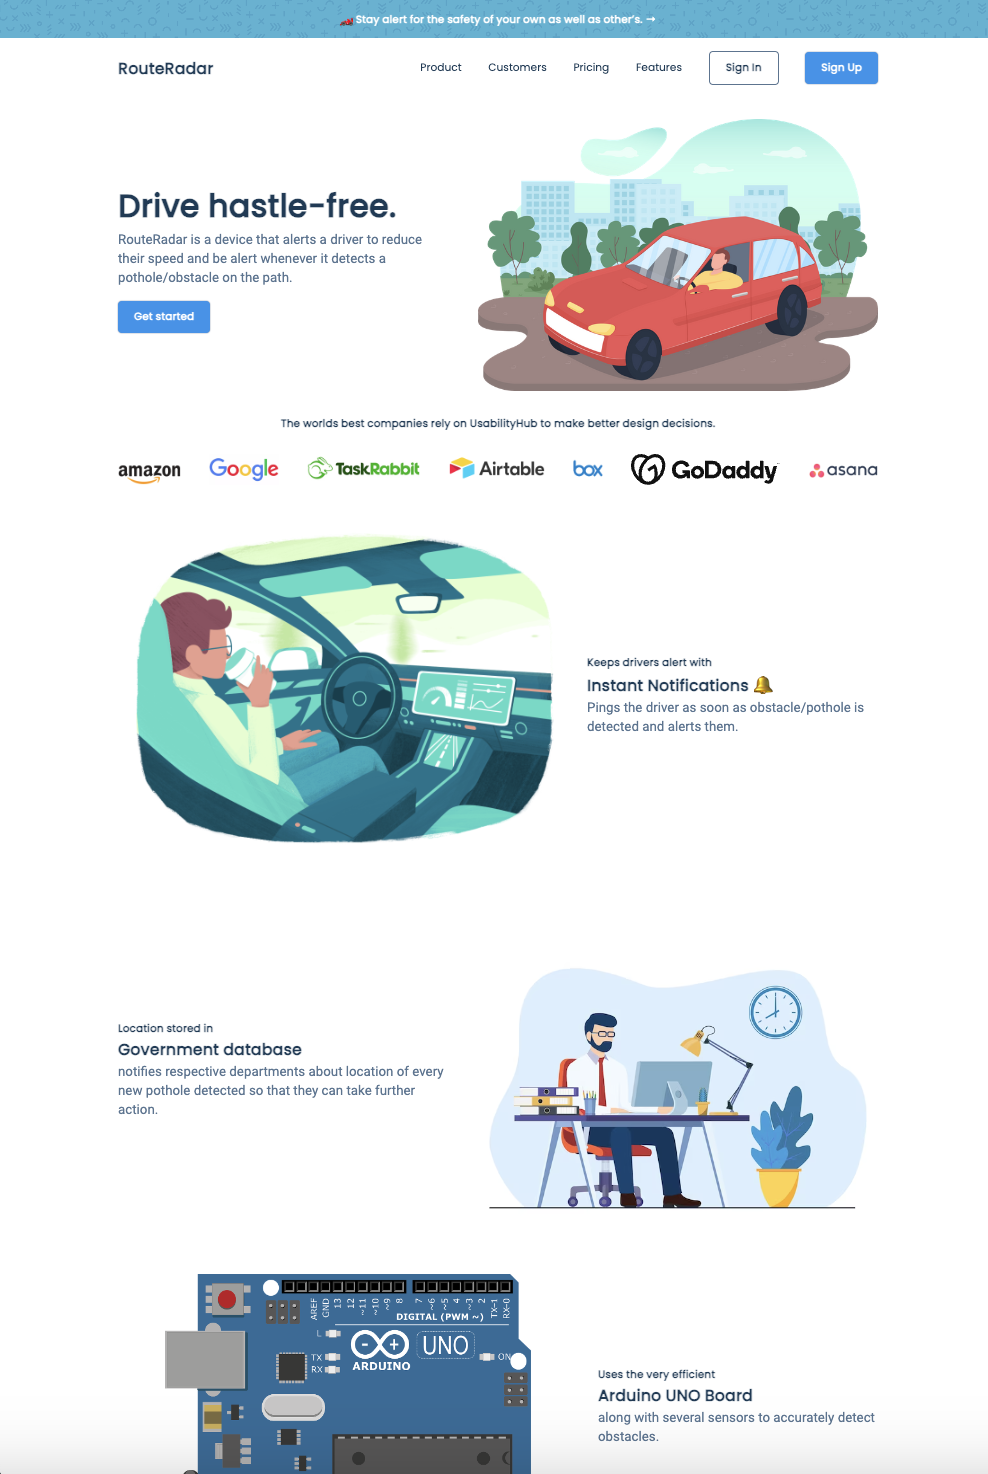 Stay alert for the safety of your own as well as other's. →
RouteRadar
Product Customers Pricing Features Sign In Sign Up
Drive hastle-free.
RouteRadar is a device that alerts a driver to reduce
their speed and be alert whenever it detects a
pothole/obstacle on the path.
Get started
The worlds best companies rely on UsabilityHub to make better design decisions.
amazon Google TaskRabbit Airtable box GoDaddy asana
Keeps drivers alert with
Instant Notifications 🔔
Pings the driver as soon as obstacle/pothole is
detected and alerts them.
Location stored in
Government database
notifies respective departments about location of every
new pothole detected so that they can take further
action.
AREF GND 13 12 ~11 ~10 ~9 8 7 ~6 ~5 4 ~3 2 TX-1 RX-0
DIGITAL (PWM ~)
L
UNO
TX
RX
ARDUINO
ON
Uses the very efficient
Arduino UNO Board
along with several sensors to accurately detect
obstacles.